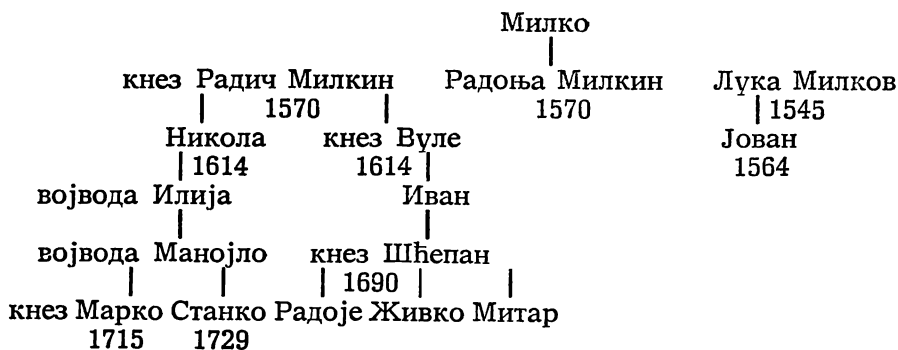 Милко
кнез Радич Милкин Радоња Милкин Лука Милков
1570 1570 1545
Никола кнез Вуле Јован
1614 1614 1564
војвода Илија Иван
војвода Манојло кнез Шћепан
1690
кнез Марко Станко Радоје Живко Митар
1715 1729